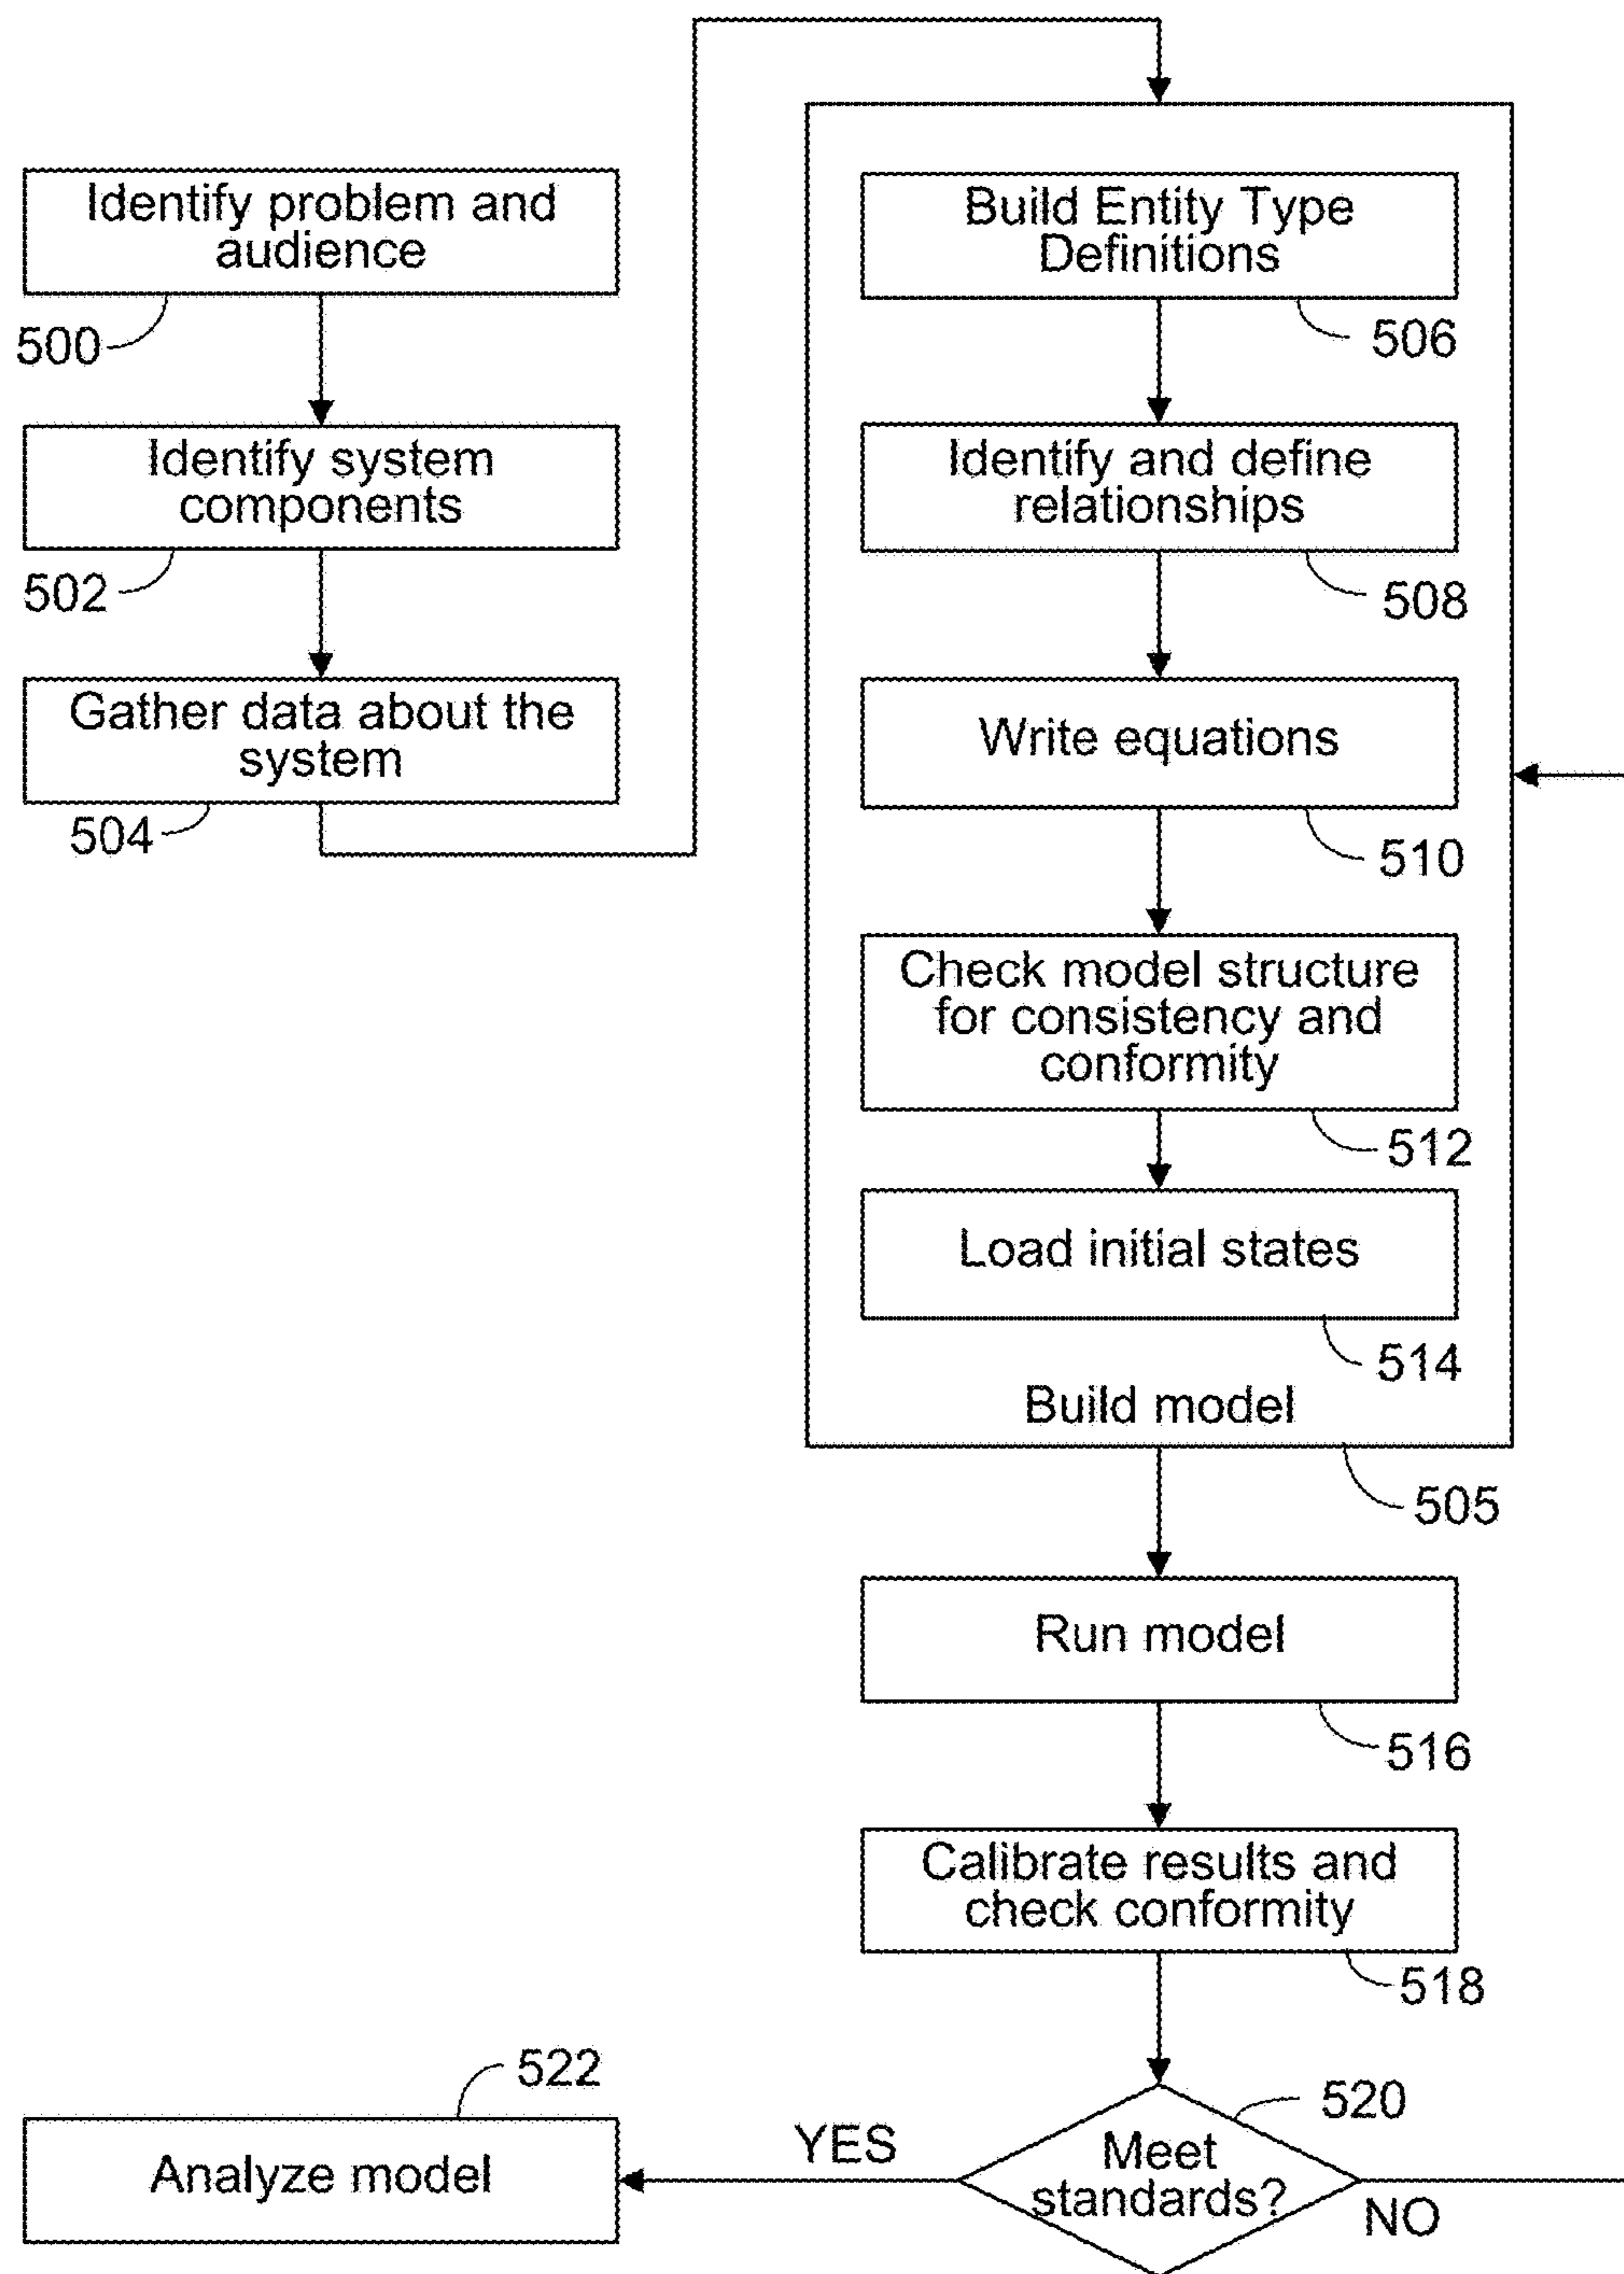 Identify problem and
audience
500
Identify system
components
502
Gather data about the
system
504
Build Entity Type
Definitions
506
Identify and define
relationships
508
Write equations
510
Check model structure
for consistency and
conformity
512
Load initial states
514
Build model
505
Run model
516
Calibrate results and
check conformity
518
520
Meet
standards?
YES
NO
522
Analyze model